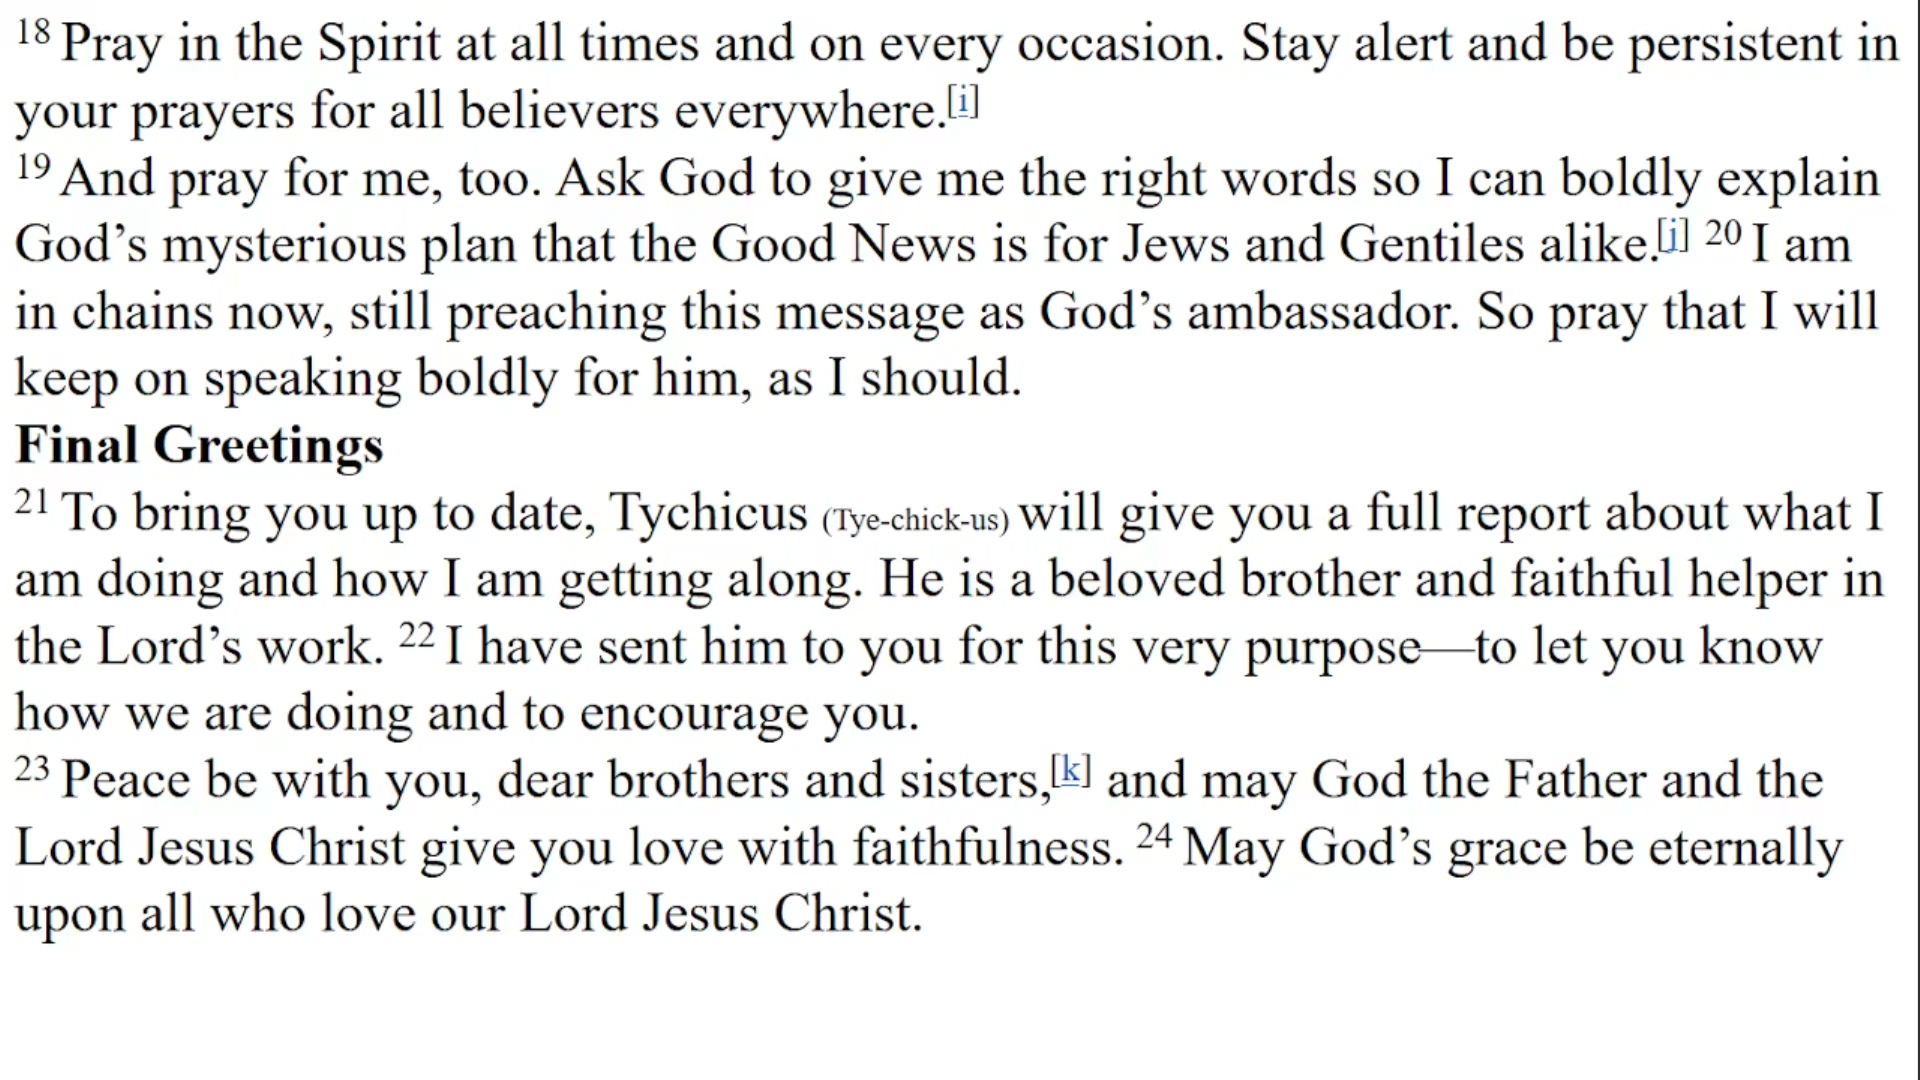 18 Pray in the Spirit at all times and on every occasion. Stay alert and be persistent in
your prayers for all believers everywhere.[i]
19 And pray for me, too. Ask God to give me the right words so I can boldly explain
God’s mysterious plan that the Good News is for Jews and Gentiles alike.[j] 20 I am
in chains now, still preaching this message as God’s ambassador. So pray that I will
keep on speaking boldly for him, as I should.
Final Greetings
21 To bring you up to date, Tychicus (Tye-chick-us) will give you a full report about what I
am doing and how I am getting along. He is a beloved brother and faithful helper in
the Lord’s work. 22 I have sent him to you for this very purpose—to let you know
how we are doing and to encourage you.
23 Peace be with you, dear brothers and sisters,[k] and may God the Father and the
Lord Jesus Christ give you love with faithfulness. 24 May God’s grace be eternally
upon all who love our Lord Jesus Christ.